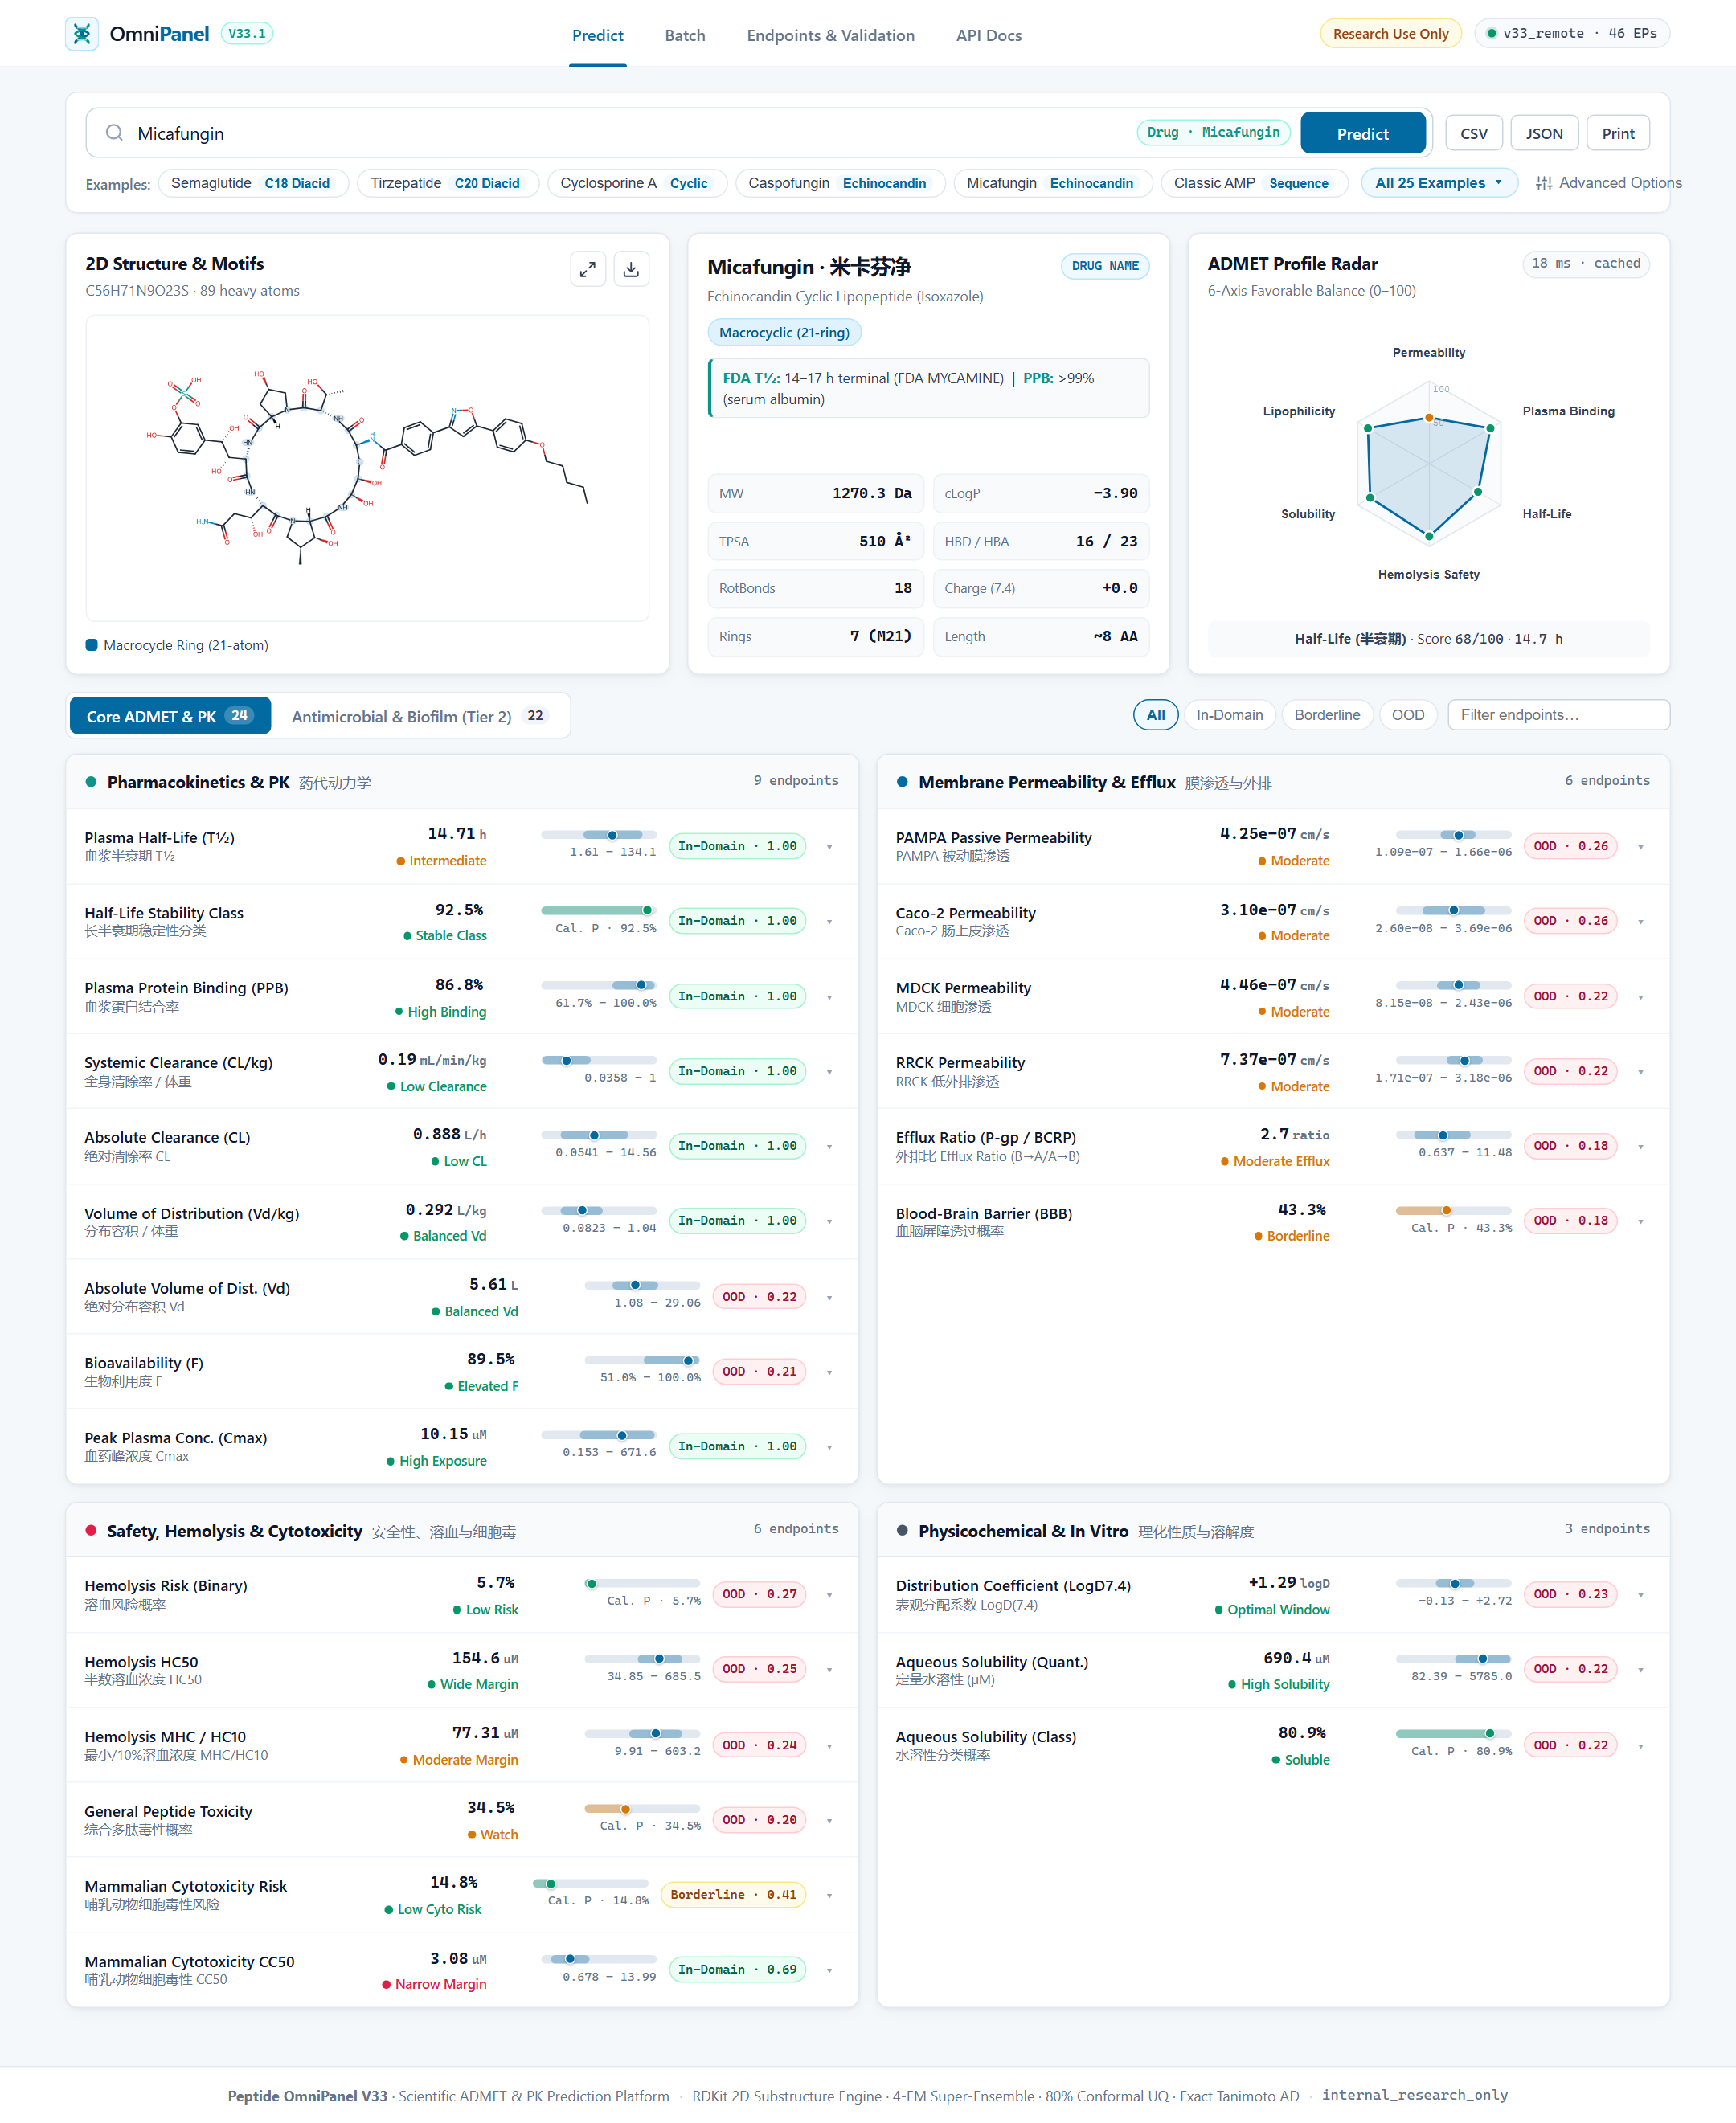 OmniPanel V33.1
Predict
Batch
Endpoints & Validation
API Docs
Research Use Only
v33_remote · 46 EPs
Micafungin
Drug · Micafungin
Predict
CSV
JSON
Print
Examples:
Semaglutide C18 Diacid
Tirzepatide C20 Diacid
Cyclosporine A Cyclic
Caspofungin Echinocandin
Micafungin Echinocandin
Classic AMP Sequence
All 25 Examples ▾
Advanced Options
2D Structure & Motifs
C56H71N9O23S · 89 heavy atoms
Macrocycle Ring (21-atom)
Micafungin · 米卡芬净
DRUG NAME
Echinocandin Cyclic Lipopeptide (Isoxazole)
Macrocyclic (21-ring)
FDA T½: 14–17 h terminal (FDA MYCAMINE) | PPB: >99%
(serum albumin)
MW 1270.3 Da
cLogP −3.90
TPSA 510 Å²
HBD / HBA 16 / 23
RotBonds 18
Charge (7.4) +0.0
Rings 7 (M21)
Length ~8 AA
ADMET Profile Radar
18 ms · cached
6-Axis Favorable Balance (0–100)
Permeability
100
50
Lipophilicity
Plasma Binding
Solubility
Half-Life
Hemolysis Safety
Half-Life (半衰期) · Score 68/100 · 14.7 h
Core ADMET & PK 24
Antimicrobial & Biofilm (Tier 2) 22
All
In-Domain
Borderline
OOD
Filter endpoints…
Pharmacokinetics & PK 药代动力学
9 endpoints
Plasma Half-Life (T½)
血浆半衰期 T½
14.71 h
Intermediate
1.61 – 134.1
In-Domain · 1.00
Half-Life Stability Class
长半衰期稳定性分类
92.5%
Stable Class
Cal. P · 92.5%
In-Domain · 1.00
Plasma Protein Binding (PPB)
血浆蛋白结合率
86.8%
High Binding
61.7% – 100.0%
In-Domain · 1.00
Systemic Clearance (CL/kg)
全身清除率 / 体重
0.19 mL/min/kg
Low Clearance
0.0358 – 1
In-Domain · 1.00
Absolute Clearance (CL)
绝对清除率 CL
0.888 L/h
Low CL
0.0541 – 14.56
In-Domain · 1.00
Volume of Distribution (Vd/kg)
分布容积 / 体重
0.292 L/kg
Balanced Vd
0.0823 – 1.04
In-Domain · 1.00
Absolute Volume of Dist. (Vd)
绝对分布容积 Vd
5.61 L
Balanced Vd
1.08 – 29.06
OOD · 0.22
Bioavailability (F)
生物利用度 F
89.5%
Elevated F
51.0% – 100.0%
OOD · 0.21
Peak Plasma Conc. (Cmax)
血药峰浓度 Cmax
10.15 uM
High Exposure
0.153 – 671.6
In-Domain · 1.00
Membrane Permeability & Efflux 膜渗透与外排
6 endpoints
PAMPA Passive Permeability
PAMPA 被动膜渗透
4.25e-07 cm/s
Moderate
1.09e-07 – 1.66e-06
OOD · 0.26
Caco-2 Permeability
Caco-2 肠上皮渗透
3.10e-07 cm/s
Moderate
2.60e-08 – 3.69e-06
OOD · 0.26
MDCK Permeability
MDCK 细胞渗透
4.46e-07 cm/s
Moderate
8.15e-08 – 2.43e-06
OOD · 0.22
RRCK Permeability
RRCK 低外排渗透
7.37e-07 cm/s
Moderate
1.71e-07 – 3.18e-06
OOD · 0.22
Efflux Ratio (P-gp / BCRP)
外排比 Efflux Ratio (B→A/A→B)
2.7 ratio
Moderate Efflux
0.637 – 11.48
OOD · 0.18
Blood-Brain Barrier (BBB)
血脑屏障透过概率
43.3%
Borderline
Cal. P · 43.3%
OOD · 0.18
Safety, Hemolysis & Cytotoxicity 安全性、溶血与细胞毒
6 endpoints
Hemolysis Risk (Binary)
溶血风险概率
5.7%
Low Risk
Cal. P · 5.7%
OOD · 0.27
Hemolysis HC50
半数溶血浓度 HC50
154.6 uM
Wide Margin
34.85 – 685.5
OOD · 0.25
Hemolysis MHC / HC10
最小/10%溶血浓度 MHC/HC10
77.31 uM
Moderate Margin
9.91 – 603.2
OOD · 0.24
General Peptide Toxicity
综合多肽毒性概率
34.5%
Watch
Cal. P · 34.5%
OOD · 0.20
Mammalian Cytotoxicity Risk
哺乳动物细胞毒性风险
14.8%
Low Cyto Risk
Cal. P · 14.8%
Borderline · 0.41
Mammalian Cytotoxicity CC50
哺乳动物细胞毒性 CC50
3.08 uM
Narrow Margin
0.678 – 13.99
In-Domain · 0.69
Physicochemical & In Vitro 理化性质与溶解度
3 endpoints
Distribution Coefficient (LogD7.4)
表观分配系数 LogD(7.4)
+1.29 logD
Optimal Window
−0.13 – +2.72
OOD · 0.23
Aqueous Solubility (Quant.)
定量水溶性 (µM)
690.4 uM
High Solubility
82.39 – 5785.0
OOD · 0.22
Aqueous Solubility (Class)
水溶性分类概率
80.9%
Soluble
Cal. P · 80.9%
OOD · 0.22
Peptide OmniPanel V33 · Scientific ADMET & PK Prediction Platform · RDKit 2D Substructure Engine · 4-FM Super-Ensemble · 80% Conformal UQ · Exact Tanimoto AD · internal_research_only